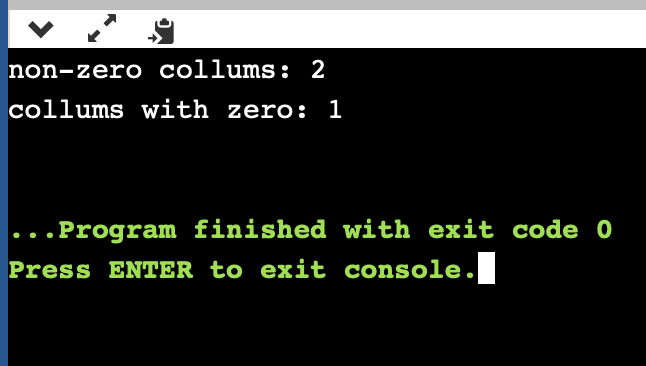 non-zero collums: 2
collums with zero: 1
...Program finished with exit code 0
Press ENTER to exit console.